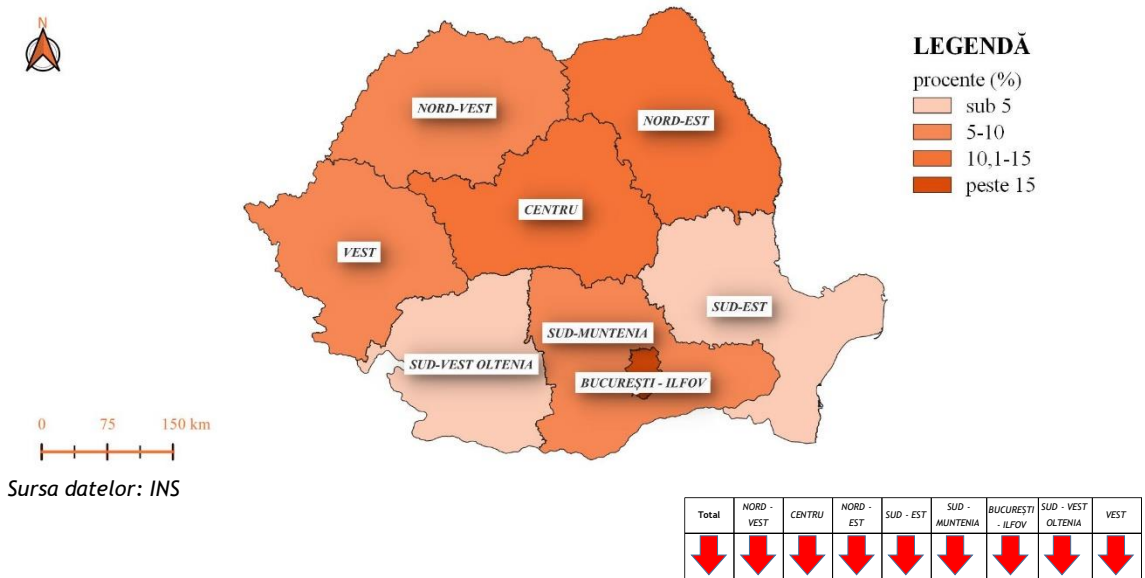 N
LEGENDĂ
procente (%)
sub 5
5-10
10,1-15
peste 15
NORD-VEST
NORD-EST
CENTRU
VEST
SUD-EST
SUD-MUNTENIA
SUD-VEST OLTENIA
BUCUREȘTI - ILFOV
0 75 150 km
Sursa datelor: INS
Total
NORD -
VEST
CENTRU
NORD -
EST
SUD - EST
SUD -
MUNTENIA
BUCUREȘTI
- ILFOV
SUD - VEST
OLTENIA
VEST